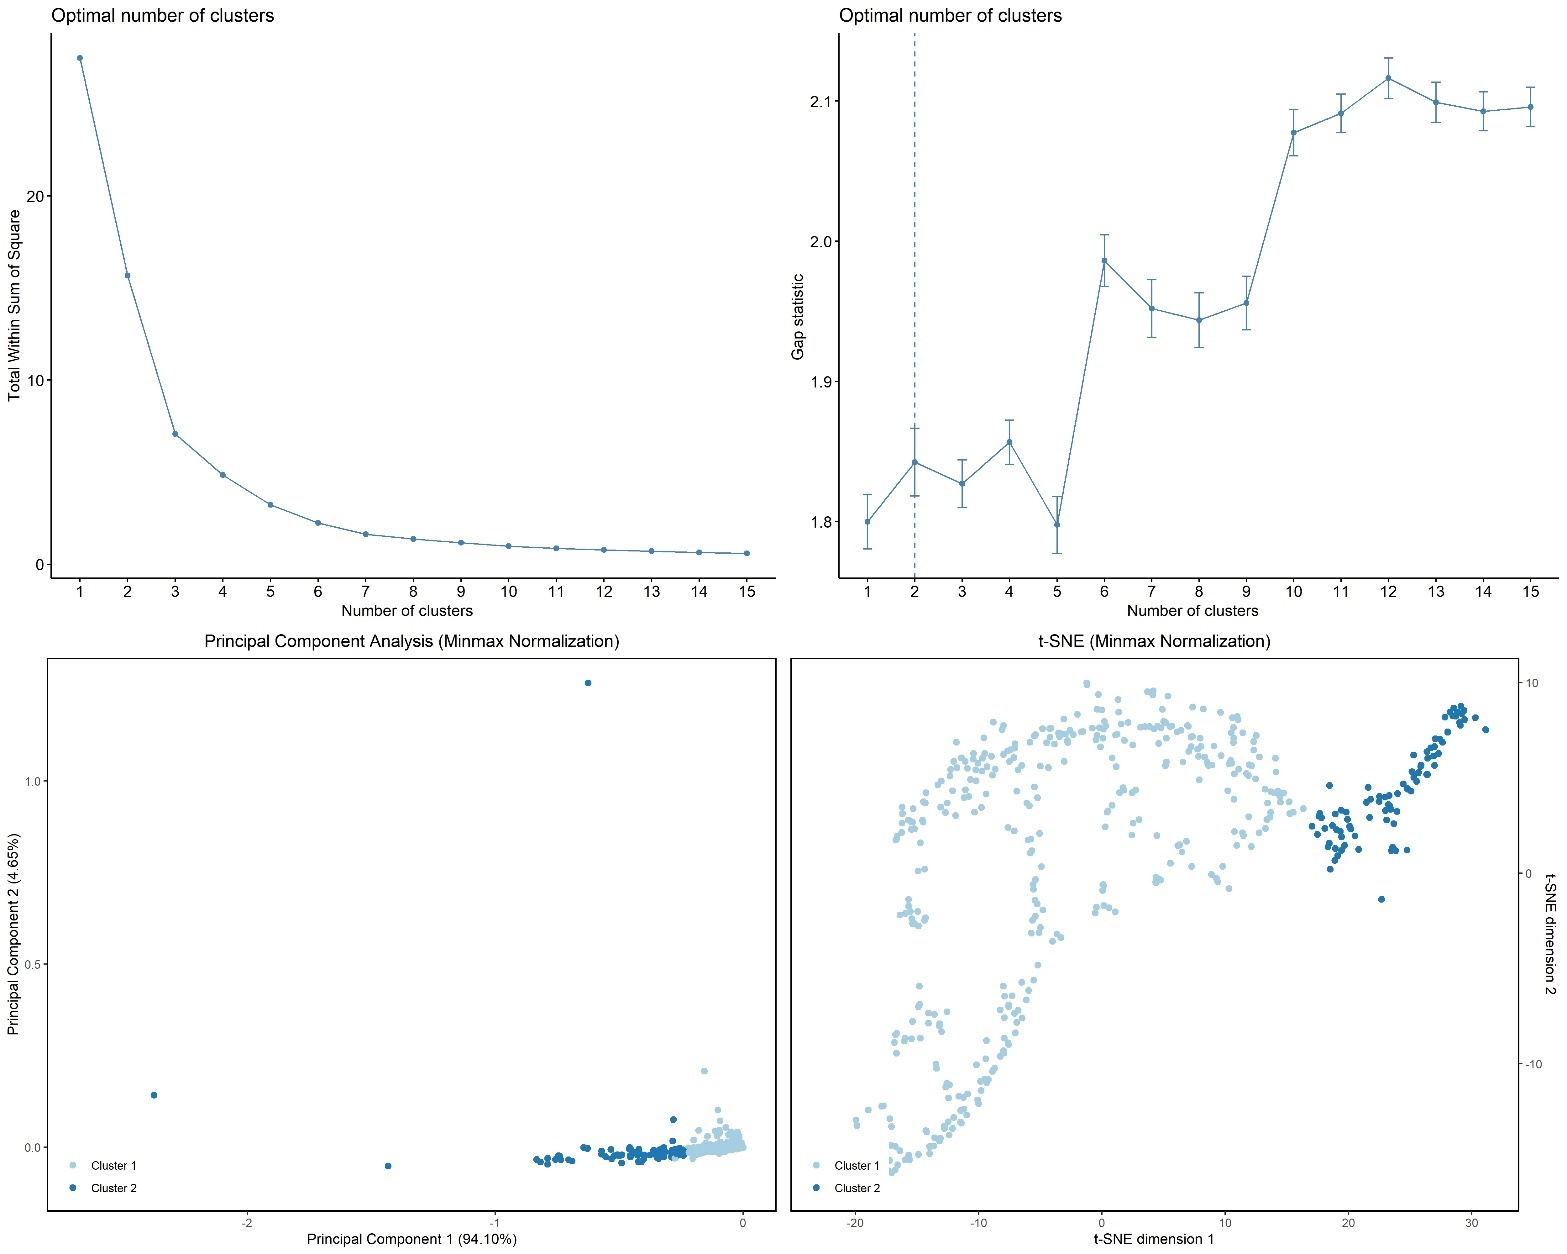 Optimal number of clusters
Total Within Sum of Square
20
10
0
1 2 3 4 5 6 7 8 9 10 11 12 13 14 15
Number of clusters
Optimal number of clusters
Gap statistic
2.1
2.0
1.9
1.8
1 2 3 4 5 6 7 8 9 10 11 12 13 14 15
Number of clusters
Principal Component Analysis (Minmax Normalization)
Principal Component 2 (4.65%)
1.0
0.5
0.0
Cluster 1
Cluster 2
-2 -1 0
Principal Component 1 (94.10%)
t-SNE (Minmax Normalization)
10
0
-10
t-SNE dimension 2
Cluster 1
Cluster 2
-20 -10 0 10 20 30
t-SNE dimension 1